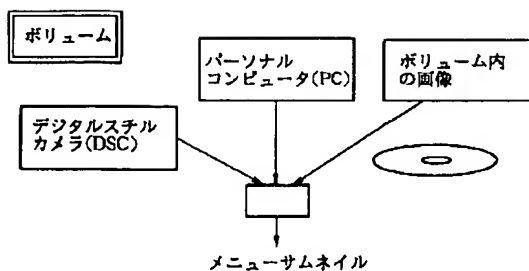 ボリューム
パーソナル
コンピュータ(PC)
ボリューム内
の画像
デジタルスチル
カメラ(DSC)
メニューサムネイル